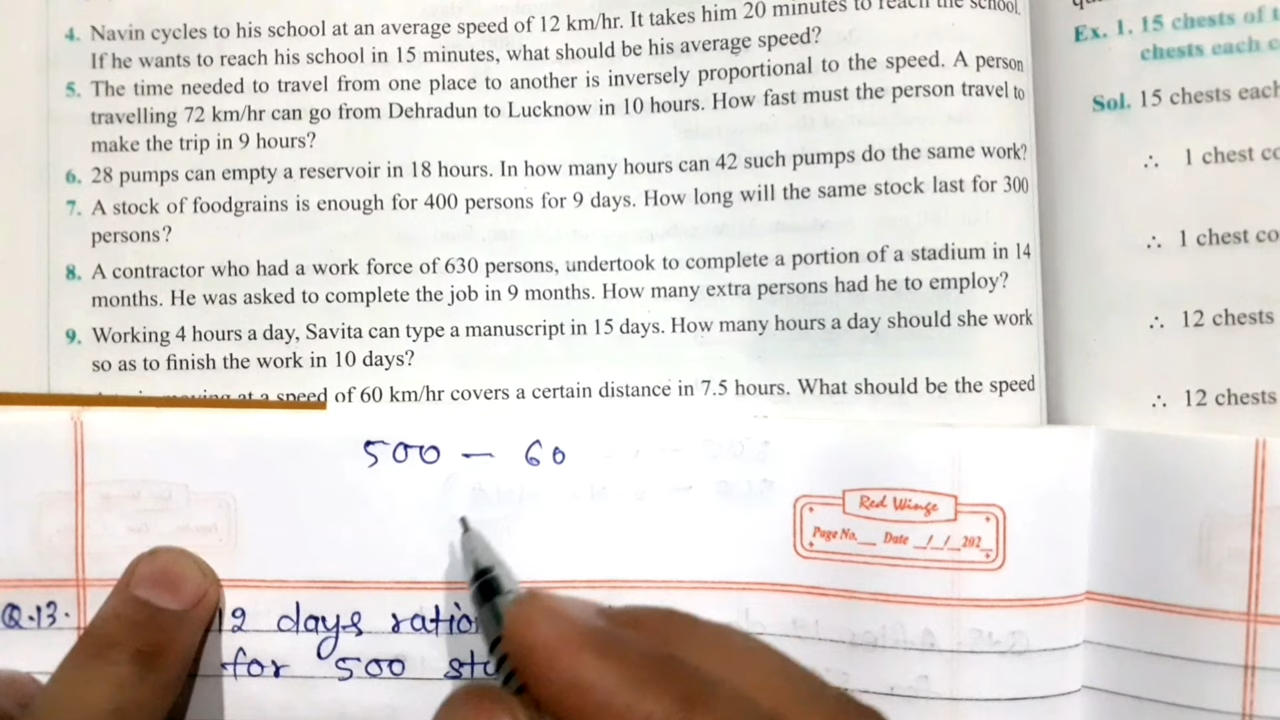 4. Navin cycles to his school at an average speed of 12 km/hr. It takes him 20 minutes to reach the school.
If he wants to reach his school in 15 minutes, what should be his average speed?
5. The time needed to travel from one place to another is inversely proportional to the speed. A person
travelling 72 km/hr can go from Dehradun to Lucknow in 10 hours. How fast must the person travel to
make the trip in 9 hours?
6. 28 pumps can empty a reservoir in 18 hours. In how many hours can 42 such pumps do the same work?
7. A stock of foodgrains is enough for 400 persons for 9 days. How long will the same stock last for 300
persons?
8. A contractor who had a work force of 630 persons, undertook to complete a portion of a stadium in 14
months. He was asked to complete the job in 9 months. How many extra persons had he to employ?
9. Working 4 hours a day, Savita can type a manuscript in 15 days. How many hours a day should she work
so as to finish the work in 10 days?
at a speed of 60 km/hr covers a certain distance in 7.5 hours. What should be the speed
Ex. 1. 15 chests of
chests each
Sol. 15 chests each
∴ 1 chest
∴ 1 chest
∴ 12 chests
∴ 12 chests
500 — 60
Red Winge
Page No.__ Date __/__/202_
Q.13. 12 days
for 500